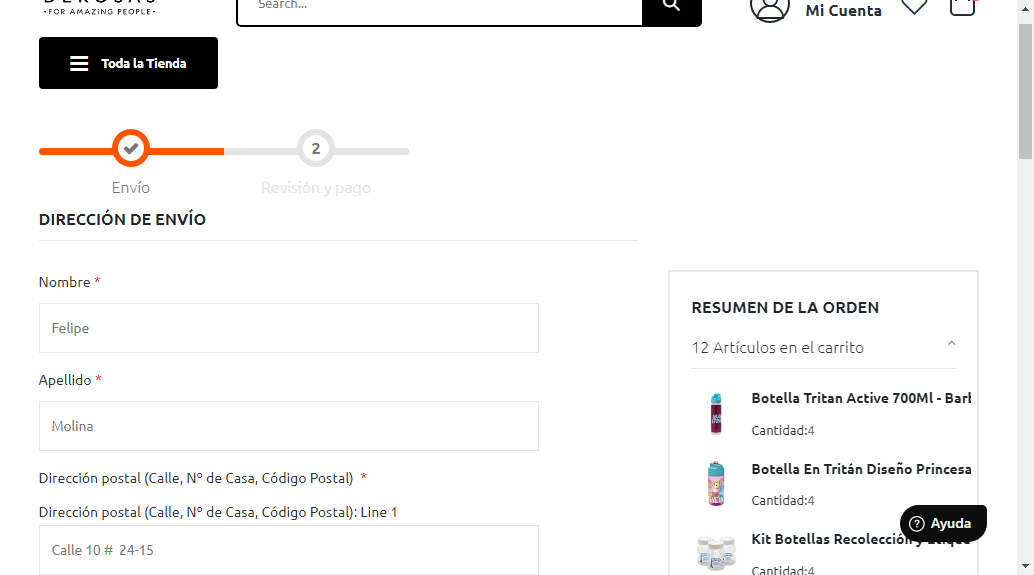 •FOR AMAZING PEOPLE•
Search...
Mi Cuenta
Toda la Tienda
2
Envío
Revisión y pago
DIRECCIÓN DE ENVÍO
Nombre *
Felipe
Apellido *
Molina
Dirección postal (Calle, Nº de Casa, Código Postal) *
Dirección postal (Calle, Nº de Casa, Código Postal): Line 1
Calle 10 # 24-15
RESUMEN DE LA ORDEN
12 Artículos en el carrito
Botella Tritan Active 700Ml - Barb
Cantidad:4
Botella En Tritán Diseño Princesa
Cantidad:4
Kit Botellas Recolección y
Cantidad:4
Ayuda